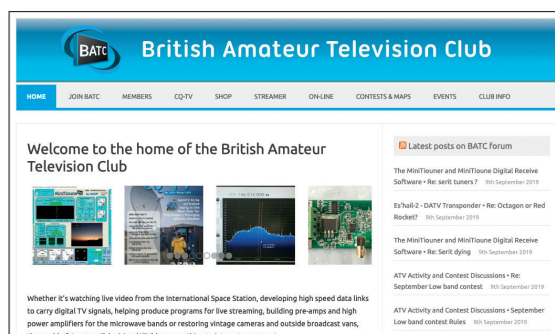 BATC
British Amateur Television Club
HOME JOIN BATC MEMBERS CQ-TV SHOP STREAMER ON-LINE CONTESTS & MAPS EVENTS CLUB INFO
Welcome to the home of the British Amateur
Television Club
Whether it's watching live video from the International Space Station, developing high speed data links
to carry digital TV signals, helping produce programs for live streaming, building pre-amps and high
power amplifiers for the microwave bands or restoring vintage cameras and outside broadcast vans,
Latest posts on BATC forum
The MiniTiouner and MiniTioune Digital Receive
Software • Re: serit tuners ? 9th September 2019
Es'hail-2 - DATV Transponder • Re: Octagon or Red
Rocket? 9th September 2019
The MiniTiouner and MiniTioune Digital Receive
Software • Re: Serit dying 9th September 2019
ATV Activity and Contest Discussions • Re:
September Low band contest 9th September 2019
ATV Activity and Contest Discussions • September
Low band contest Rules 9th September 2019